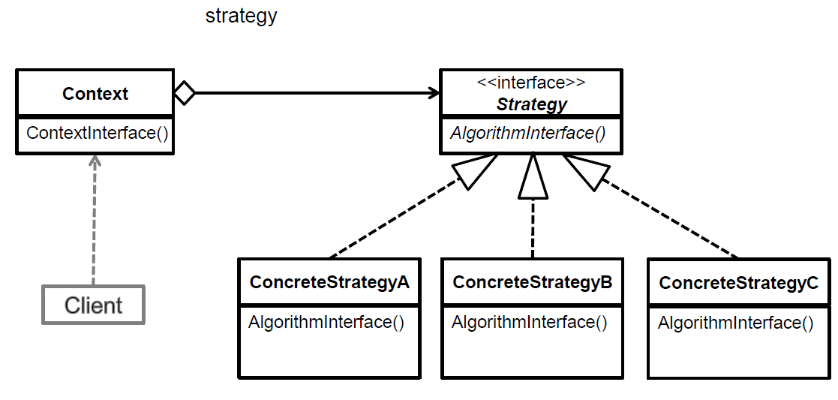 strategy
Context
ContextInterface()
<<interface>>
Strategy
AlgorithmInterface()
Client
ConcreteStrategyA
AlgorithmInterface()
ConcreteStrategyB
AlgorithmInterface()
ConcreteStrategyC
AlgorithmInterface()